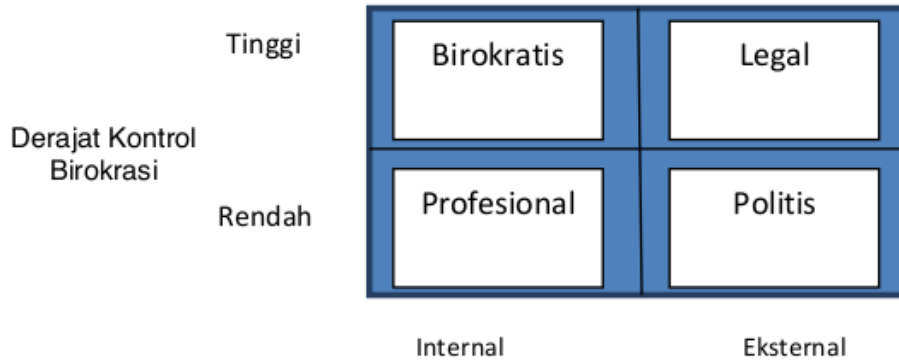 Tinggi
Birokratis
Legal
Derajat Kontrol
Birokrasi
Rendah
Profesional
Politis
Internal
Eksternal